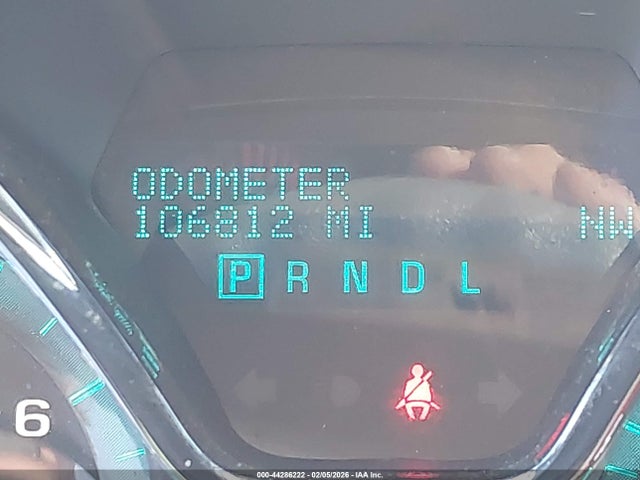 ODOMETER
106812 MI NW
P R N D L
6
000-44286222 - 02/05/2026 - IAA Inc.